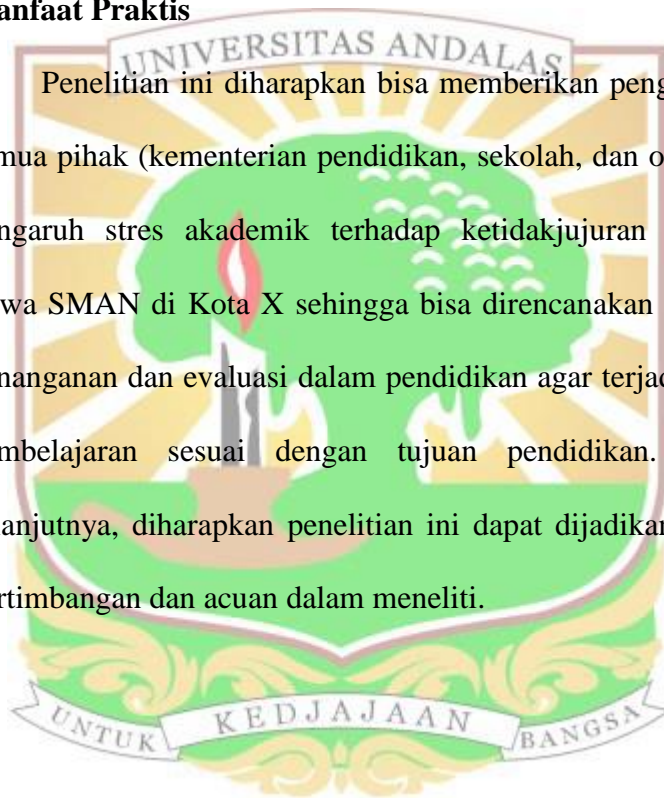 anfaat Praktis
UNIVERSITAS ANDALAS
Penelitian ini diharapkan bisa memberikan peng
mua pihak (kementerian pendidikan, sekolah, dan o
ngaruh stres akademik terhadap ketidakjujuran
wa SMAN di Kota X sehingga bisa direncanakan
nanganan dan evaluasi dalam pendidikan agar terjad
mbelajaran sesuai dengan tujuan pendidikan.
anjutnya, diharapkan penelitian ini dapat dijadikan
rtimbangan dan acuan dalam meneliti.
UNTUK KEDJAJAAN BANGSA